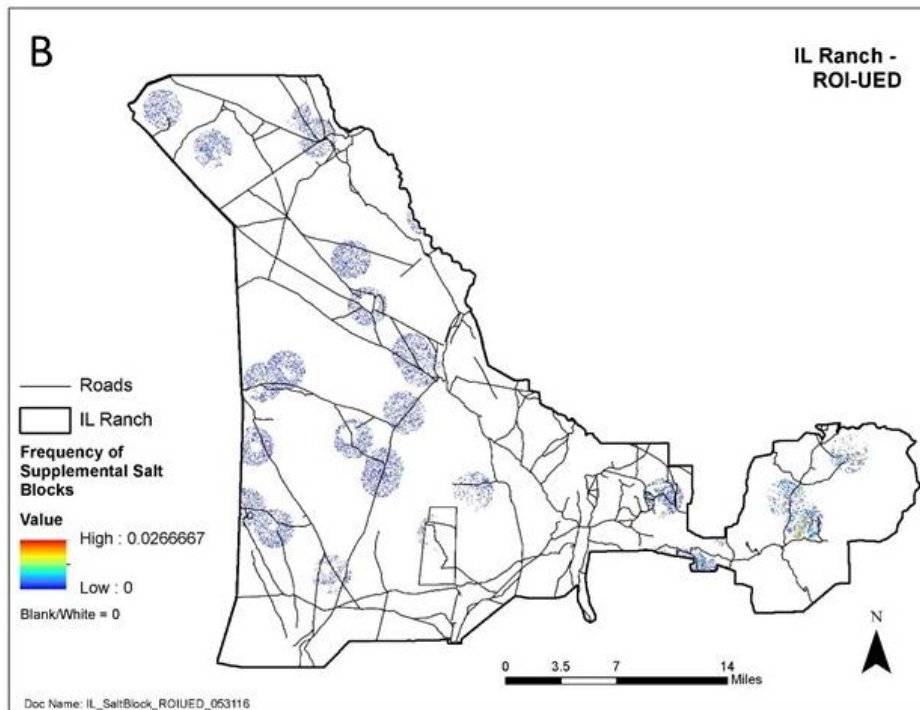 B
IL Ranch -
ROI-UED
Roads
IL Ranch
Frequency of
Supplemental Salt
Blocks
Value
High : 0.0266667
Low : 0
Blank/White = 0
N
0 3.5 7 14
Miles
Doc Name: IL_SaltBlock_ROIUED_053116